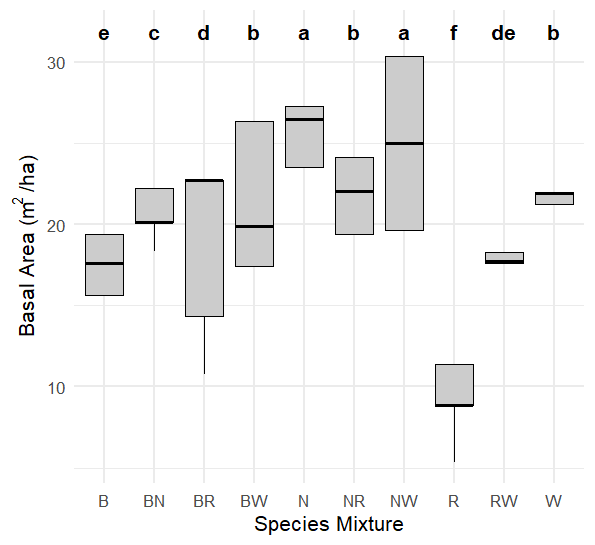 e c d b a b a f de b
30
20
10
Basal Area (m² /ha)
B BN BR BW N NR NW R RW W
Species Mixture